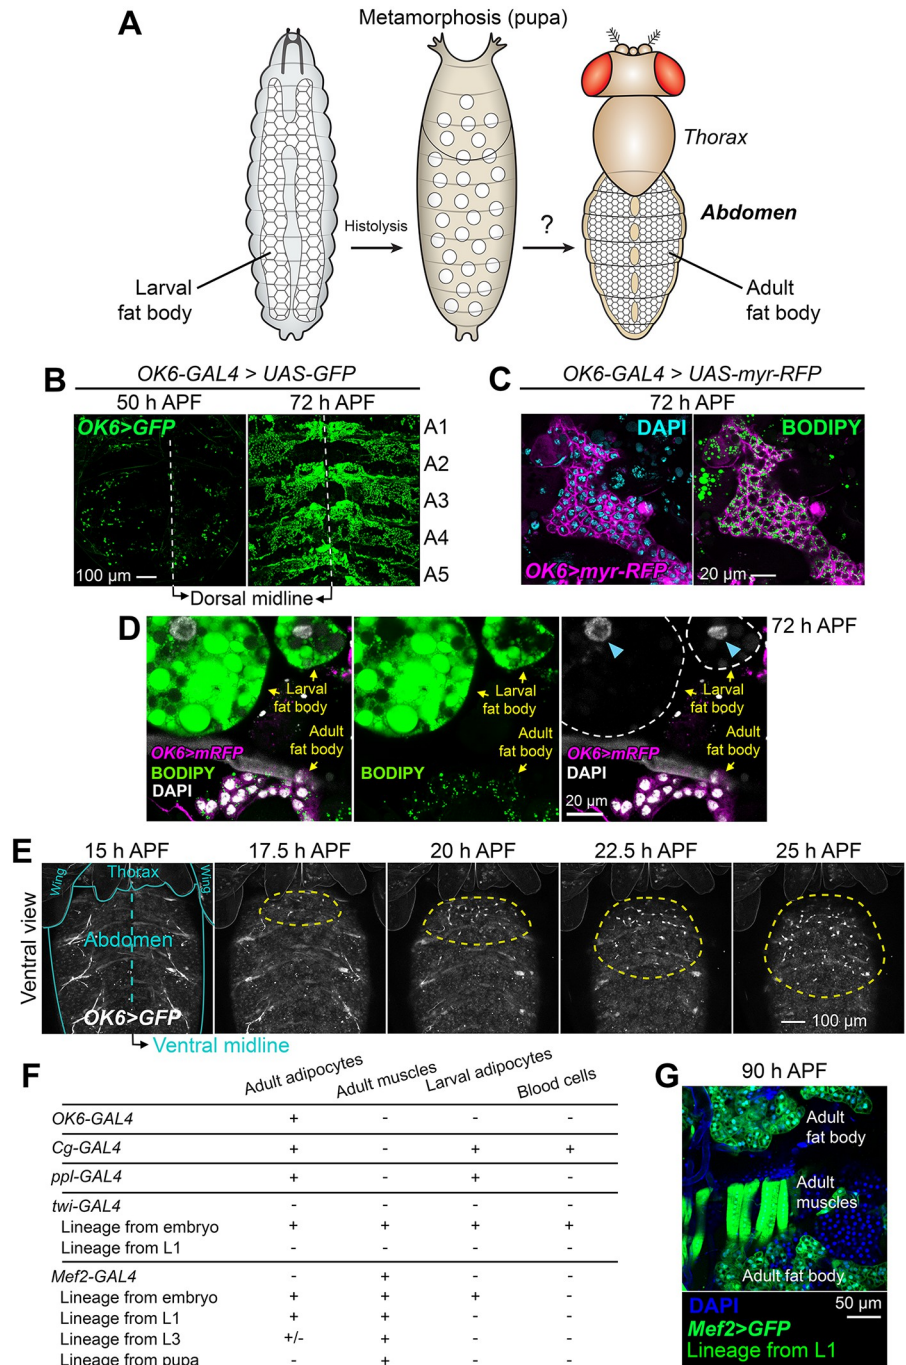 A
Metamorphosis (pupa)
Thorax
Abdomen
Histolysis
?
Larval
fat body
Adult
fat body
B
OK6-GAL4 > UAS-GFP
50 h APF
72 h APF
OK6>GFP
A1
A2
A3
A4
A5
100 µm
Dorsal midline
C
OK6-GAL4 > UAS-myr-RFP
72 h APF
DAPI
BODIPY
OK6>myr-RFP
20 µm
D
72 h APF
Larval
fat body
Adult
fat body
OK6>mRFP
BODIPY
DAPI
Larval
fat body
Adult
fat body
BODIPY
Larval
fat body
Adult
fat body
OK6>mRFP
DAPI
20 µm
E
15 h APF
17.5 h APF
20 h APF
22.5 h APF
25 h APF
Ventral view
Wing
Thorax
Wing
Abdomen
OK6>GFP
100 µm
Ventral midline
F
Adult adipocytes
Adult muscles
Larval adipocytes
Blood cells
OK6-GAL4 + - - -
Cg-GAL4 + - + +
ppl-GAL4 + - + -
twi-GAL4 - - - -
Lineage from embryo + + + +
Lineage from L1 - - - -
Mef2-GAL4 - + - -
Lineage from embryo + + + -
Lineage from L1 + + - -
Lineage from L3 +/- + - -
Lineage from pupa - + - -
G
90 h APF
Adult
fat body
Adult
muscles
Adult fat body
DAPI
50 µm
Mef2>GFP
Lineage from L1